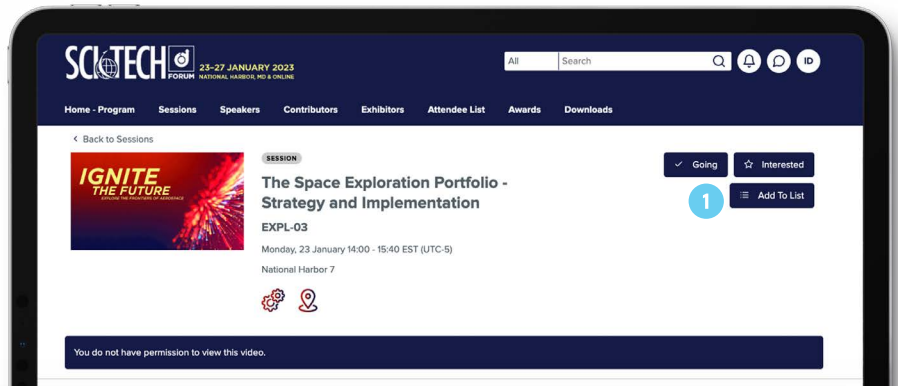 SCITECH
FORUM
23–27 JANUARY 2023
NATIONAL HARBOR, MD & ONLINE
All
Search
ID
Home - Program Sessions Speakers Contributors Exhibitors Attendee List Awards Downloads
< Back to Sessions
IGNITE
THE FUTURE
EXPLORE THE FRONTIERS OF AEROSPACE
SESSION
The Space Exploration Portfolio -
Strategy and Implementation
EXPL-03
Monday, 23 January 14:00 - 15:40 EST (UTC-5)
National Harbor 7
Going
Interested
1
Add To List
You do not have permission to view this video.